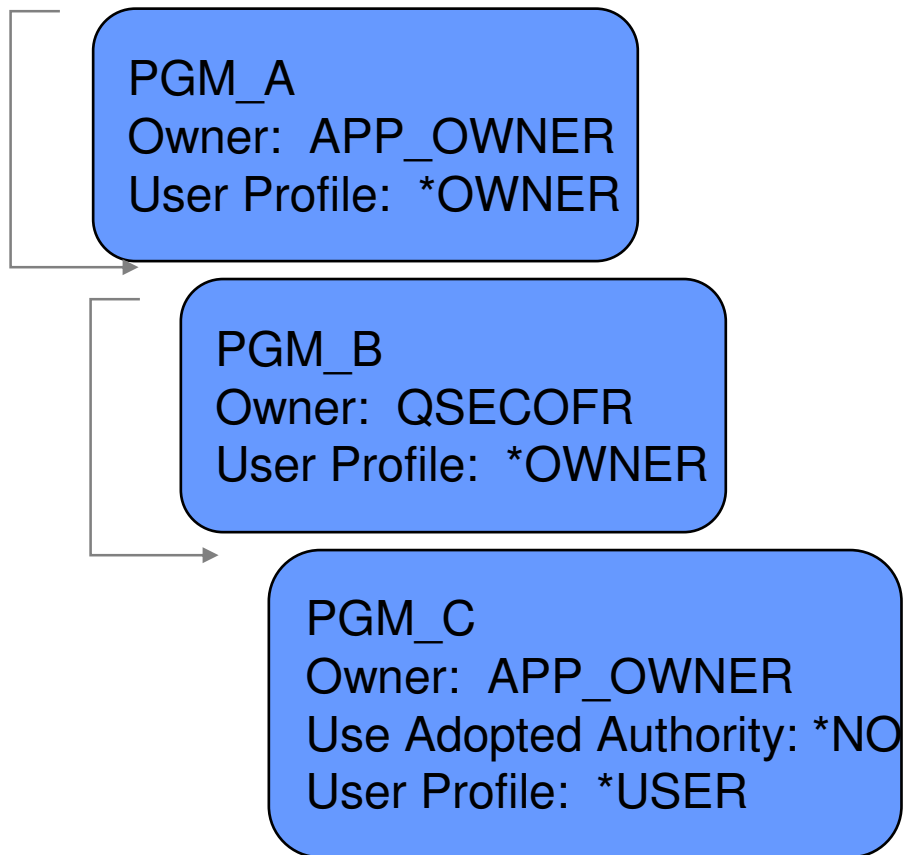 PGM_A
Owner:  APP_OWNER
User Profile:  *OWNER
PGM_B
Owner:  QSECOFR
User Profile:  *OWNER
PGM_C
Owner:  APP_OWNER
Use Adopted Authority: *NO
User Profile:  *USER